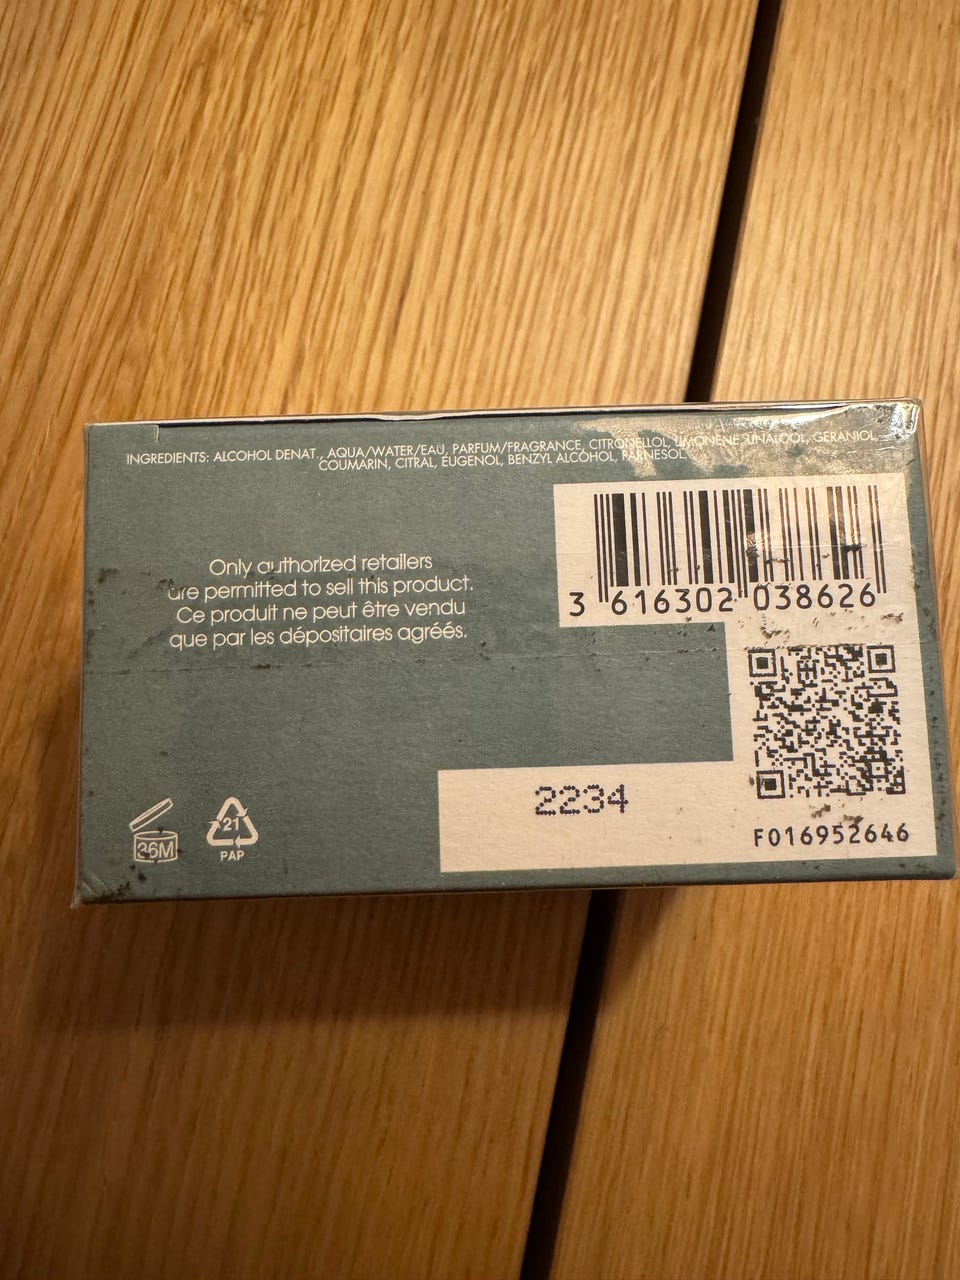 INGREDIENTS: ALCOHOL DENAT., AQUA/WATER/EAU, PARFUM/FRAGRANCE, CITRONELLOL, LIMONENE, LINALOOL, GERANIOL,
COUMARIN, CITRAL, EUGENOL, BENZYL ALCOHOL, FARNESOL
Only authorized retailers
are permitted to sell this product.
Ce produit ne peut être vendu
que par les dépositaires agréés.
3 616302 038626
2234
F016952646
36M
21
PAP